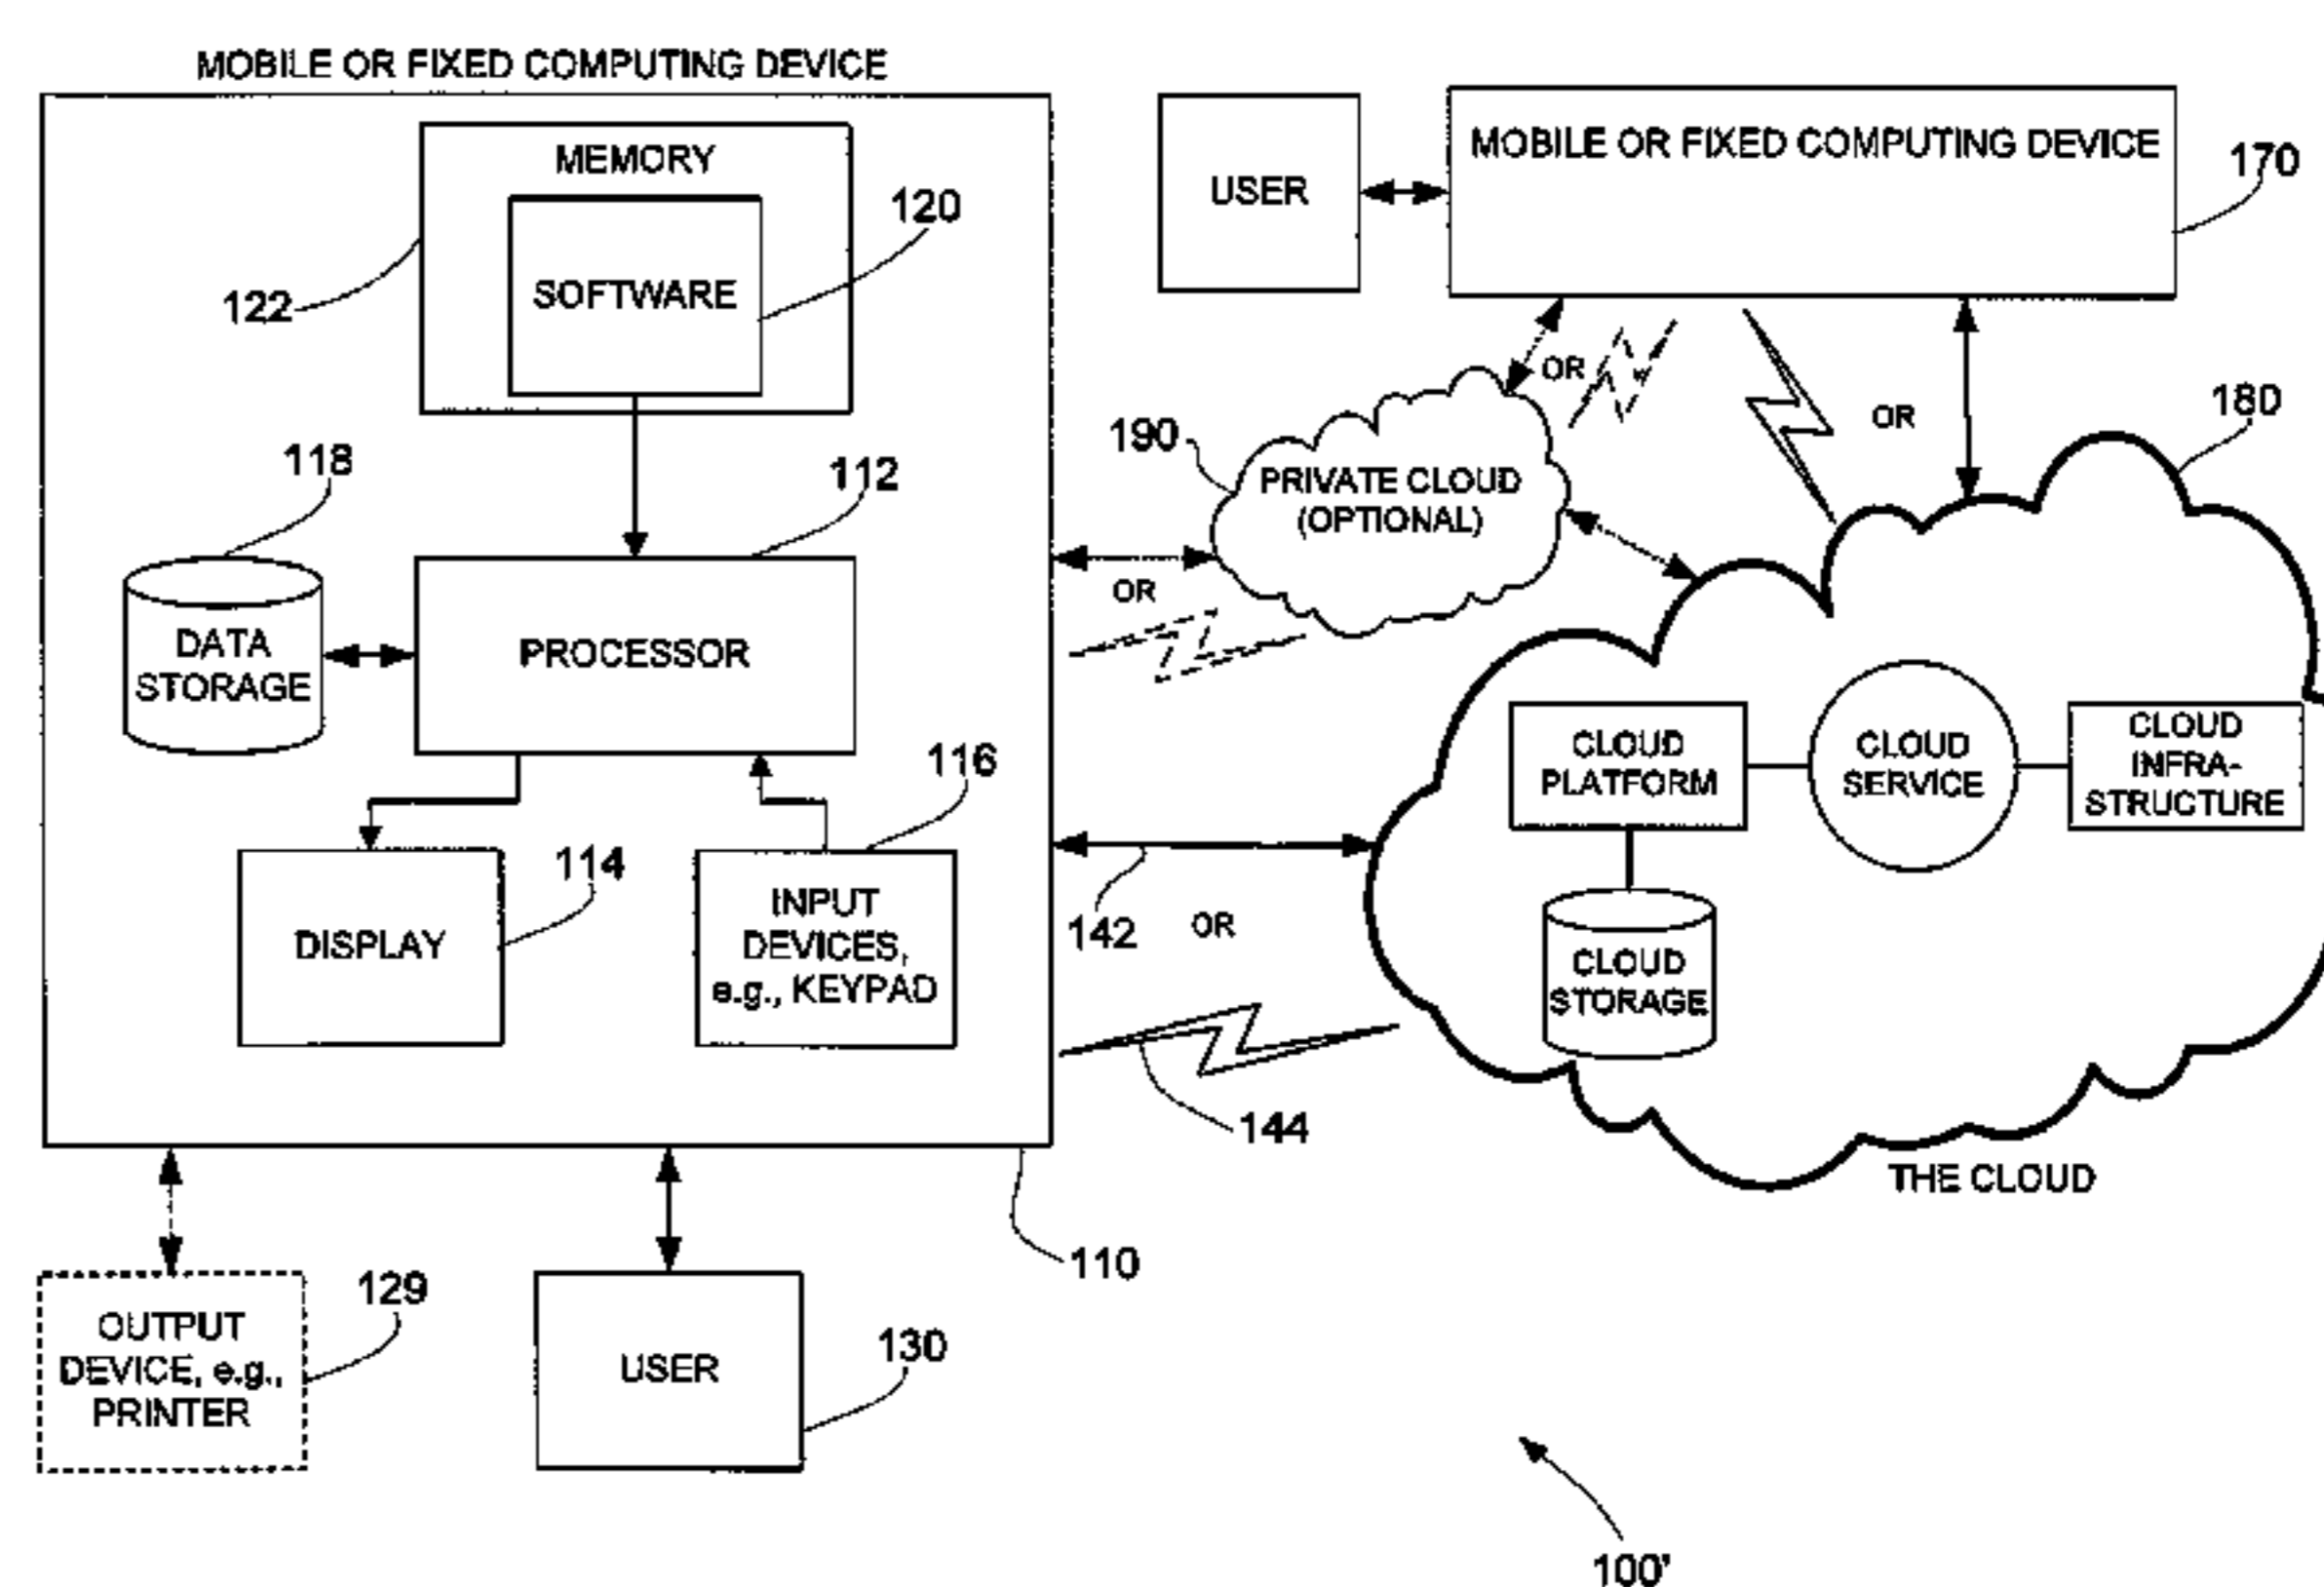 MOBILE OR FIXED COMPUTING DEVICE
MEMORY
SOFTWARE
120
122
118
112
DATA
STORAGE
PROCESSOR
116
114
DISPLAY
INPUT
DEVICES,
e.g., KEYPAD
110
OUTPUT
DEVICE, e.g.,
PRINTER
129
USER
130
USER
MOBILE OR FIXED COMPUTING DEVICE
170
OR
OR
180
190
PRIVATE CLOUD
(OPTIONAL)
OR
142
OR
144
CLOUD
PLATFORM
CLOUD
SERVICE
CLOUD
INFRA-
STRUCTURE
CLOUD
STORAGE
THE CLOUD
100'